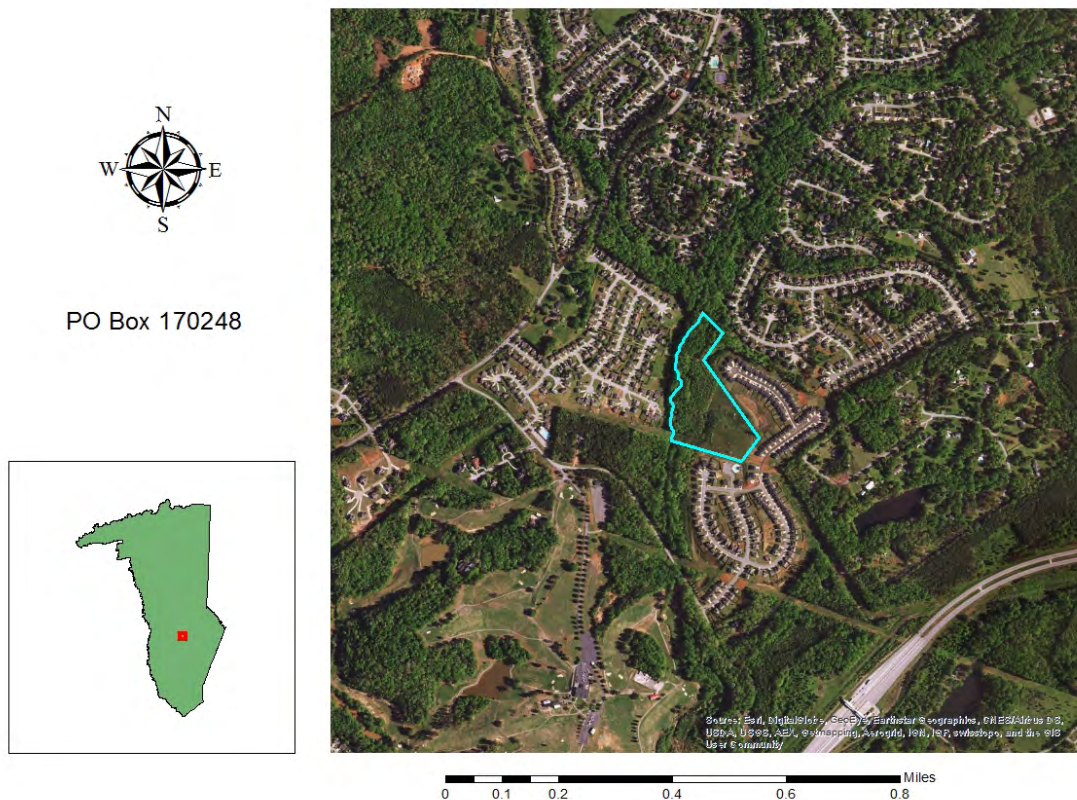 N
W E
S
PO Box 170248
Source: Esri, DigitalGlobe, GeoEye, Earthstar Geographics, CNES/Airbus DS,
USDA, USGS, AEX, Getmapping, Aerogrid, IGN, IGP, swisstopo, and the GIS
User Community
Miles
0 0.1 0.2 0.4 0.6 0.8